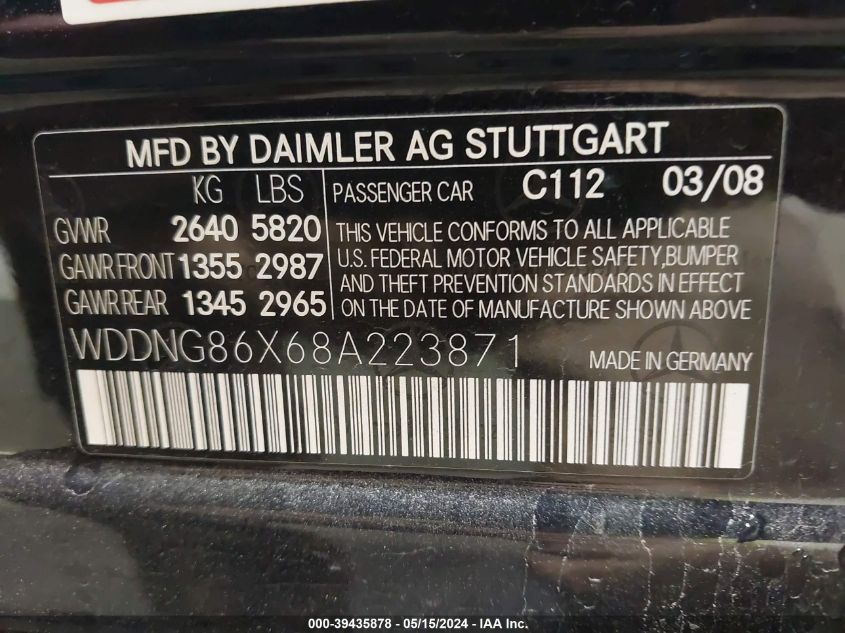 MFD BY DAIMLER AG STUTTGART
KG LBS PASSENGER CAR C112 03/08
GVWR 2640 5820 THIS VEHICLE CONFORMS TO ALL APPLICABLE
GAWR FRONT 1355 2987 U.S. FEDERAL MOTOR VEHICLE SAFETY,BUMPER
AND THEFT PREVENTION STANDARDS IN EFFECT
GAWR REAR 1345 2965 ON THE DATE OF MANUFACTURE SHOWN ABOVE
WDDNG86X68A223871 MADE IN GERMANY
000-39435878 - 05/15/2024 - IAA Inc.